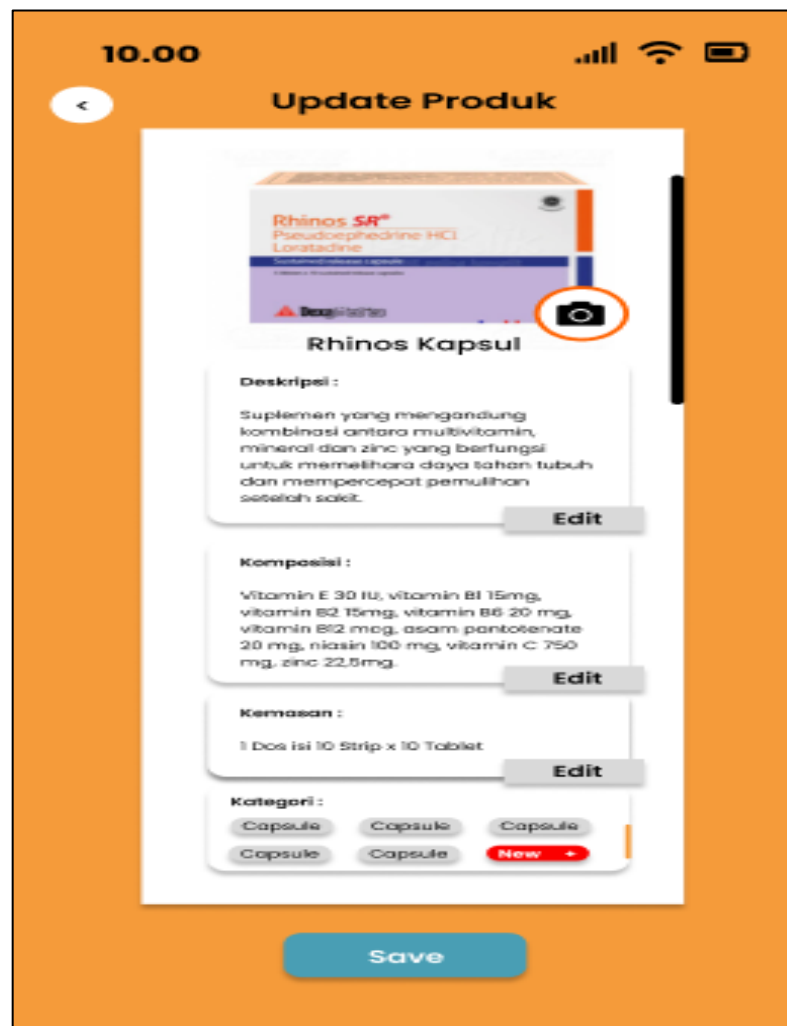 10.00
Update Produk
Rhinos SR®
Pseudoephedrine HCl
Loratadine
Sustained release capsule
Dexa
Rhinos Kapsul
Deskripsi :
Suplemen yang mengandung
kombinasi antara multivitamin,
mineral dan zinc yang berfungsi
untuk memelihara daya tahan tubuh
dan mempercepat pemulihan
setelah sakit.
Edit
Komposisi :
Vitamin E 30 IU, vitamin B1 15mg,
vitamin B2 15mg, vitamin B6 20 mg,
vitamin B12 mcg, asam pantotenate
20 mg, niasin 100 mg, vitamin C 750
mg, zinc 22,5mg.
Edit
Kemasan :
1 Dos isi 10 Strip x 10 Tablet
Edit
Kategori :
Capsule Capsule Capsule
Capsule Capsule New +
Save